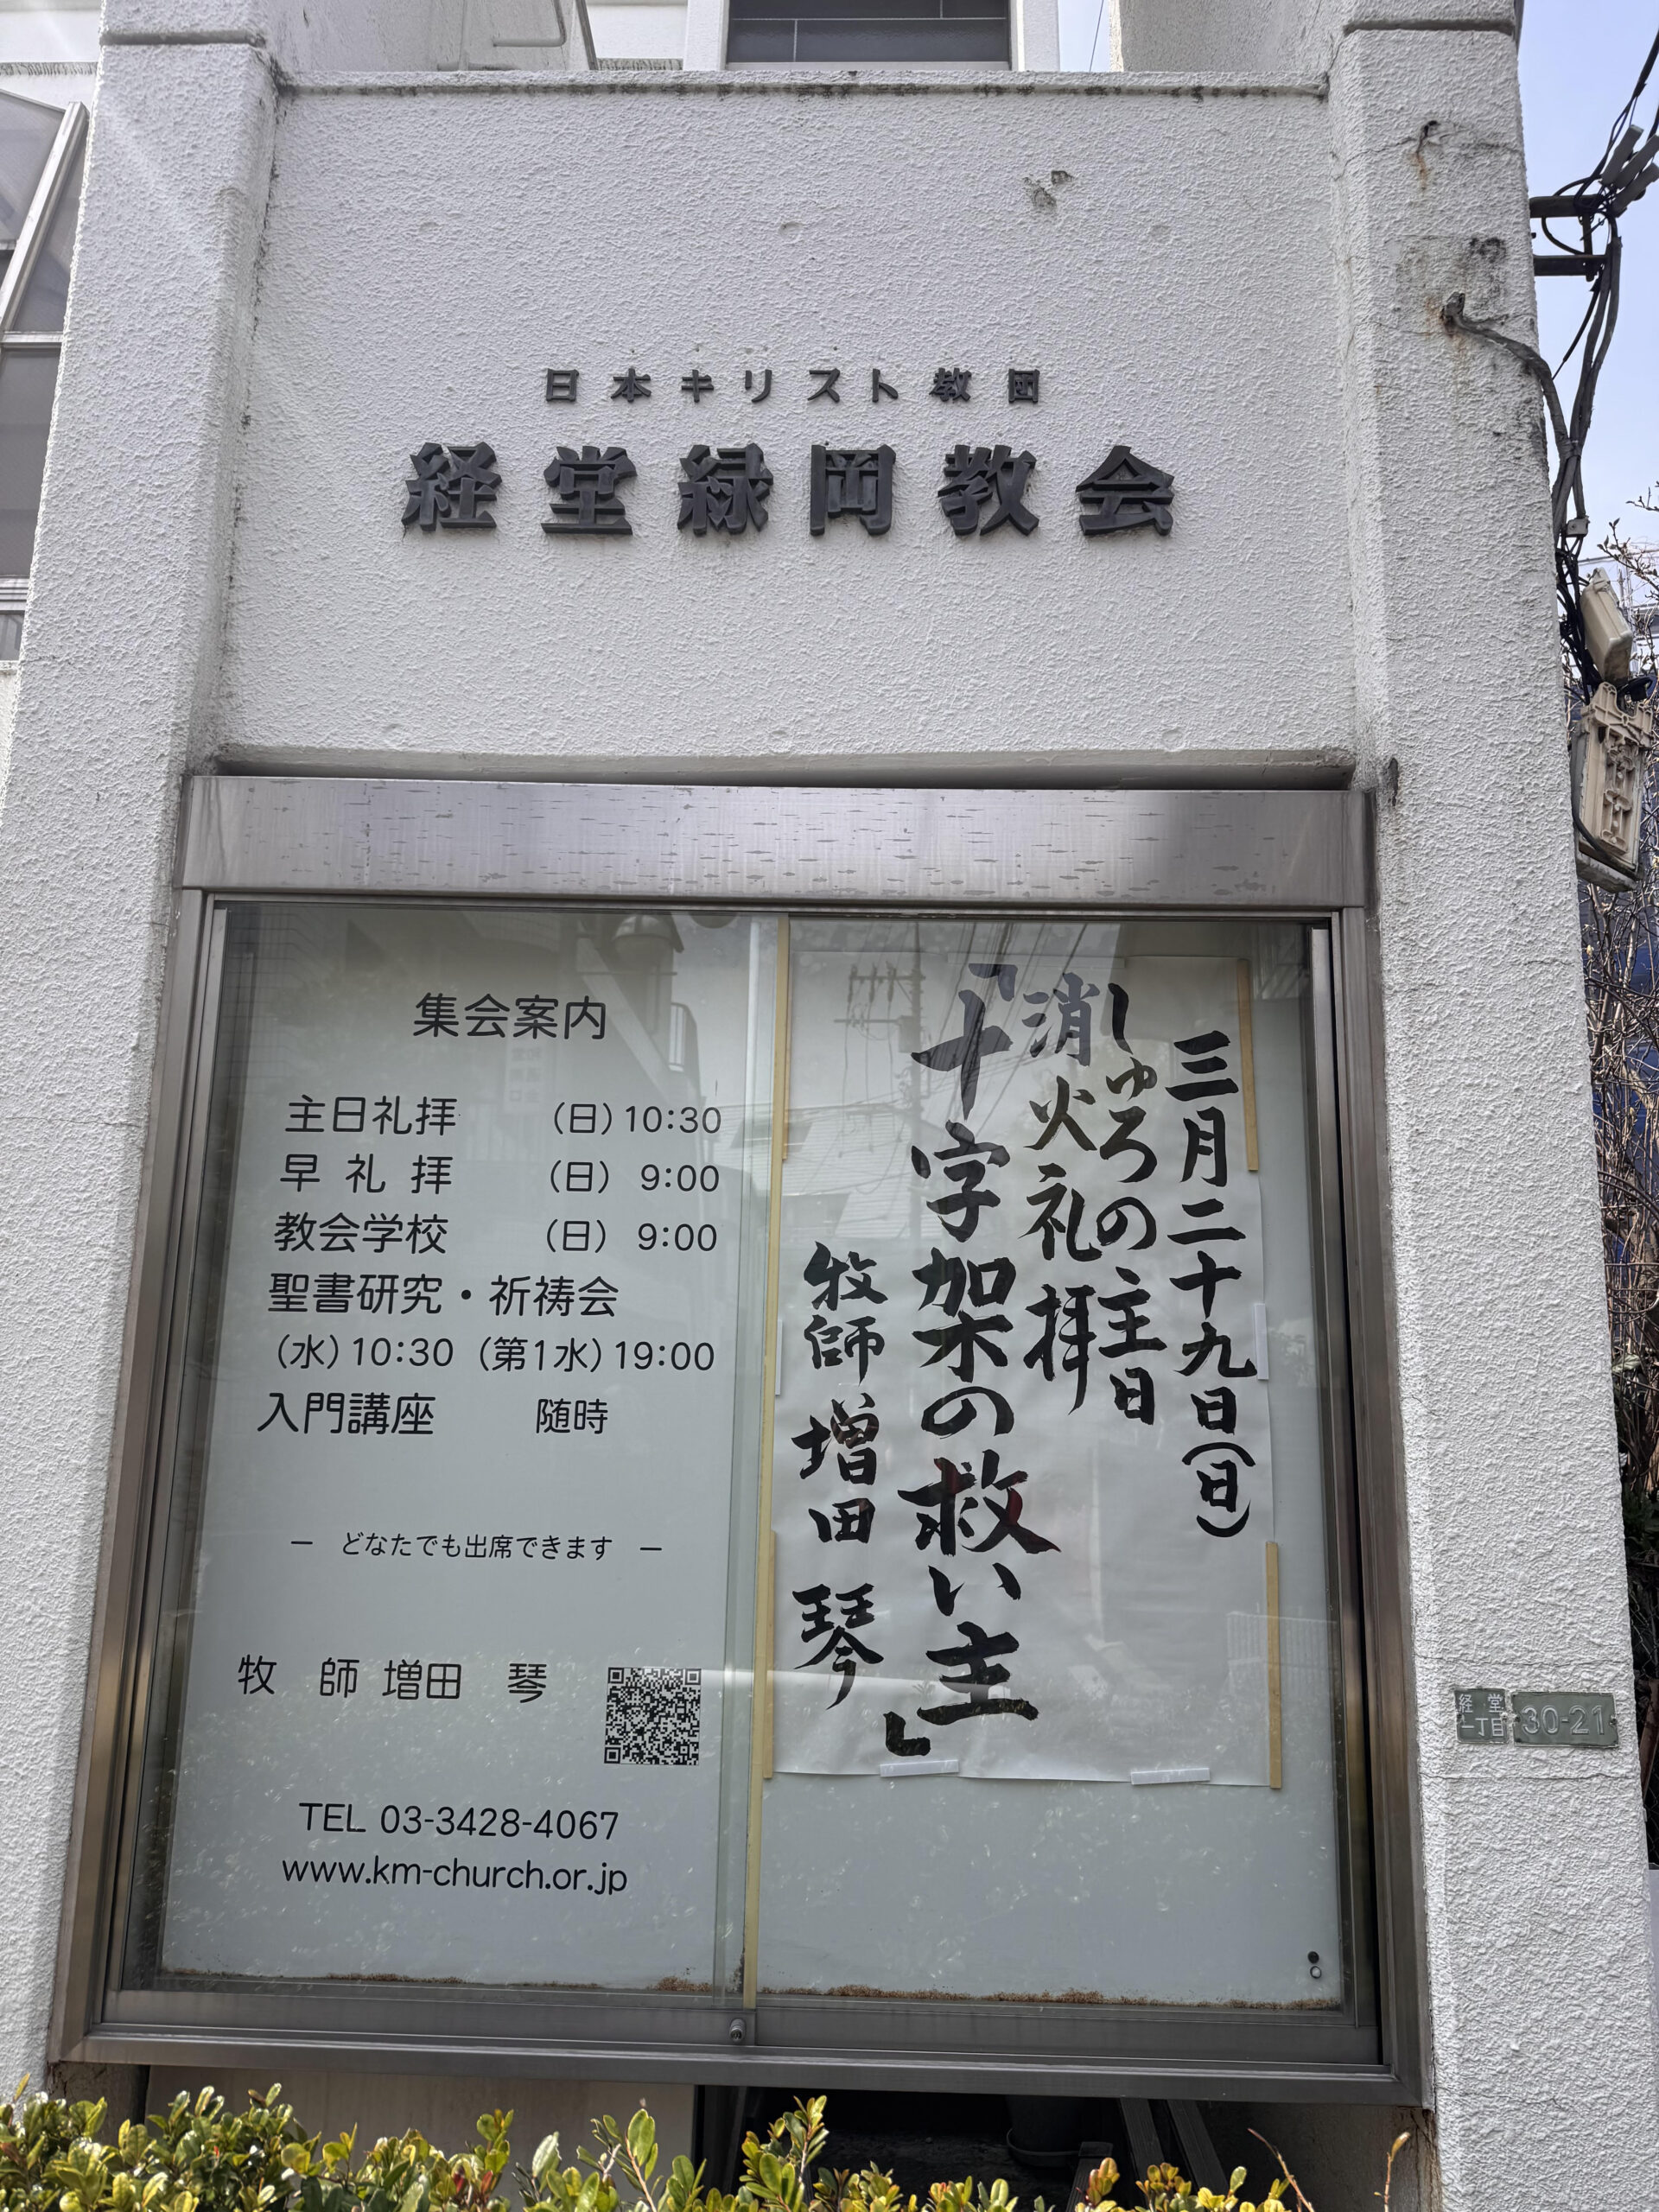 日本キリスト教団
経堂緑岡教会
集会案内
主日礼拝 (日) 10:30
早礼拝 (日) 9:00
教会学校 (日) 9:00
聖書研究・祈祷会
(水) 10:30 (第1水) 19:00
入門講座 随時
― どなたでも出席できます ―
牧師 増田 琴
TEL 03-3428-4067
www.km-church.or.jp
三月二十九日(日)
しゅろの主日
消火礼拝
「十字架の救い主」
牧師 増田 琴
経堂
一丁目
30-21